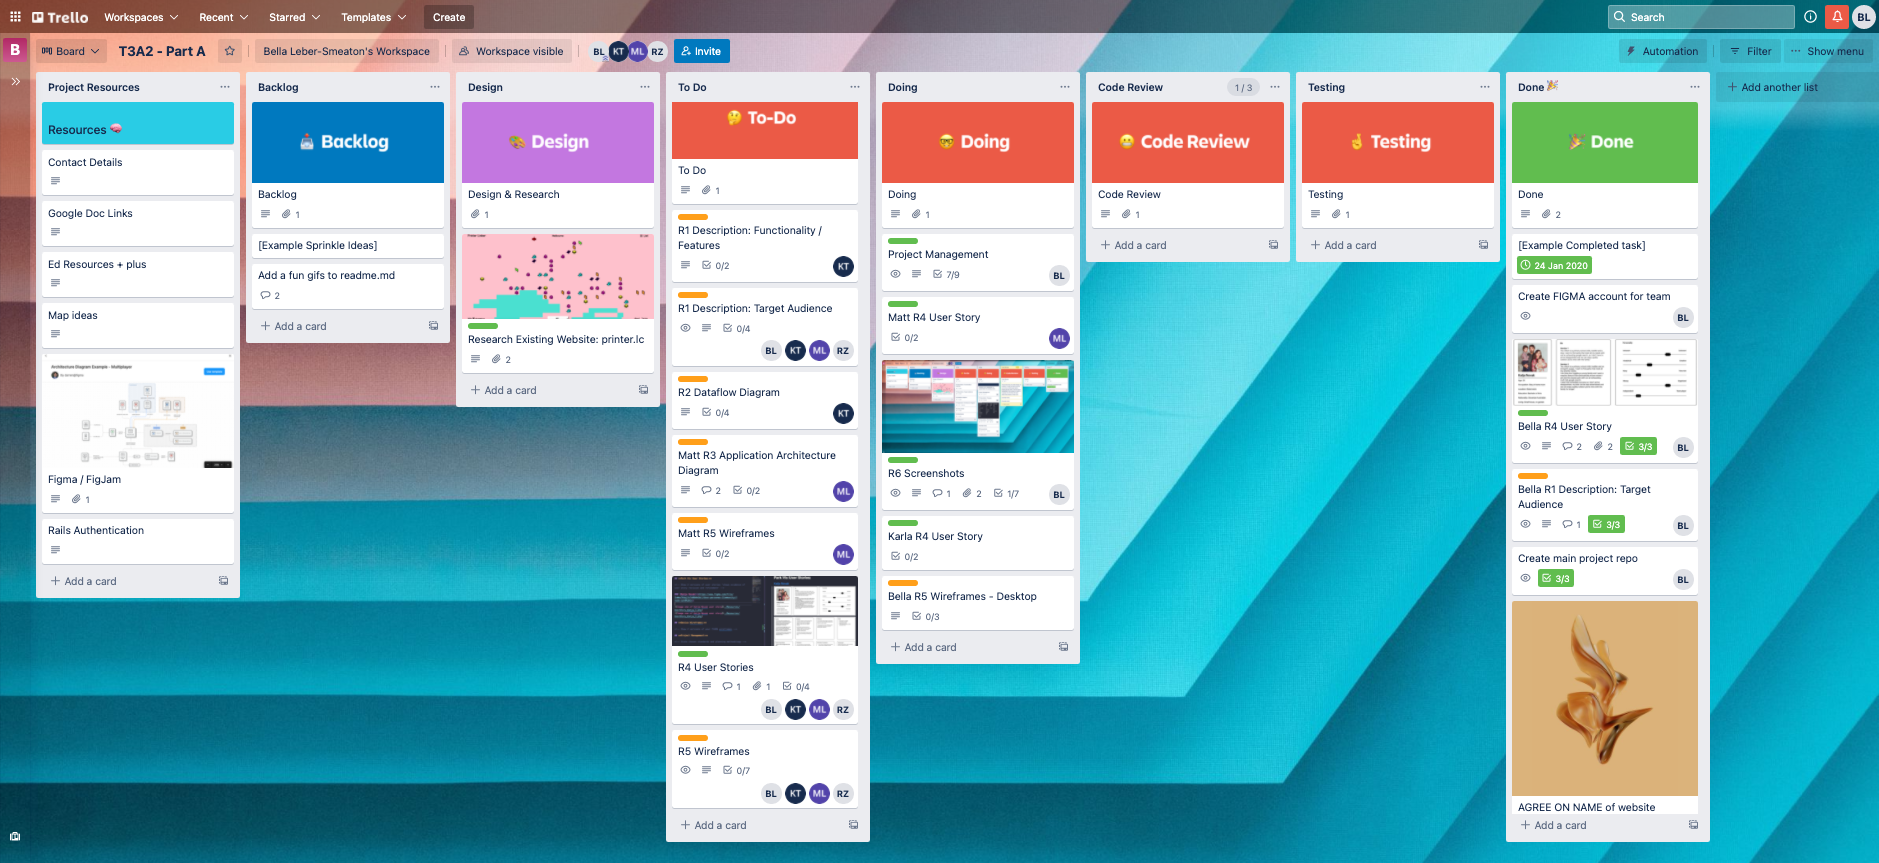 Trello
Workspaces
Recent
Starred
Templates
Create
Search
BL
B
Board
T3A2 - Part A
Bella Leber-Smeaton's Workspace
Workspace visible
BL KT ML RZ
Invite
Automation
Filter
Show menu
Project Resources
Resources
Contact Details
Google Doc Links
Ed Resources + plus
Map ideas
Architecture Diagram Example - Multiplayer
Figma / FigJam
1
Rails Authentication
Add a card
Backlog
Backlog
Backlog
1
[Example Sprinkle Ideas]
Add a fun gifs to readme.md
2
Add a card
Design
Design
Design & Research
1
Research Existing Website: printer.lc
2
Add a card
To Do
To-Do
To Do
1
R1 Description: Functionality /
Features
0/2
KT
R1 Description: Target Audience
0/4
BL KT ML RZ
R2 Dataflow Diagram
0/4
KT
Matt R3 Application Architecture
Diagram
2 0/2
ML
Matt R5 Wireframes
0/2
ML
R4 User Stories
1 1 0/4
BL KT ML RZ
R5 Wireframes
0/7
BL KT ML RZ
Add a card
Doing
Doing
Doing
1
Project Management
7/9
BL
Matt R4 User Story
0/2
ML
R6 Screenshots
1 2 1/7
BL
Karla R4 User Story
0/2
Bella R5 Wireframes - Desktop
0/3
Add a card
Code Review
1 / 3
Code Review
Code Review
1
Add a card
Testing
Testing
Testing
1
Add a card
Done
Done
Done
2
[Example Completed task]
24 Jan 2020
Create FIGMA account for team
BL
Bella R4 User Story
2 2 3/3
BL
Bella R1 Description: Target
Audience
1 3/3
BL
Create main project repo
3/3
BL
AGREE ON NAME of website
Add a card
Add another list